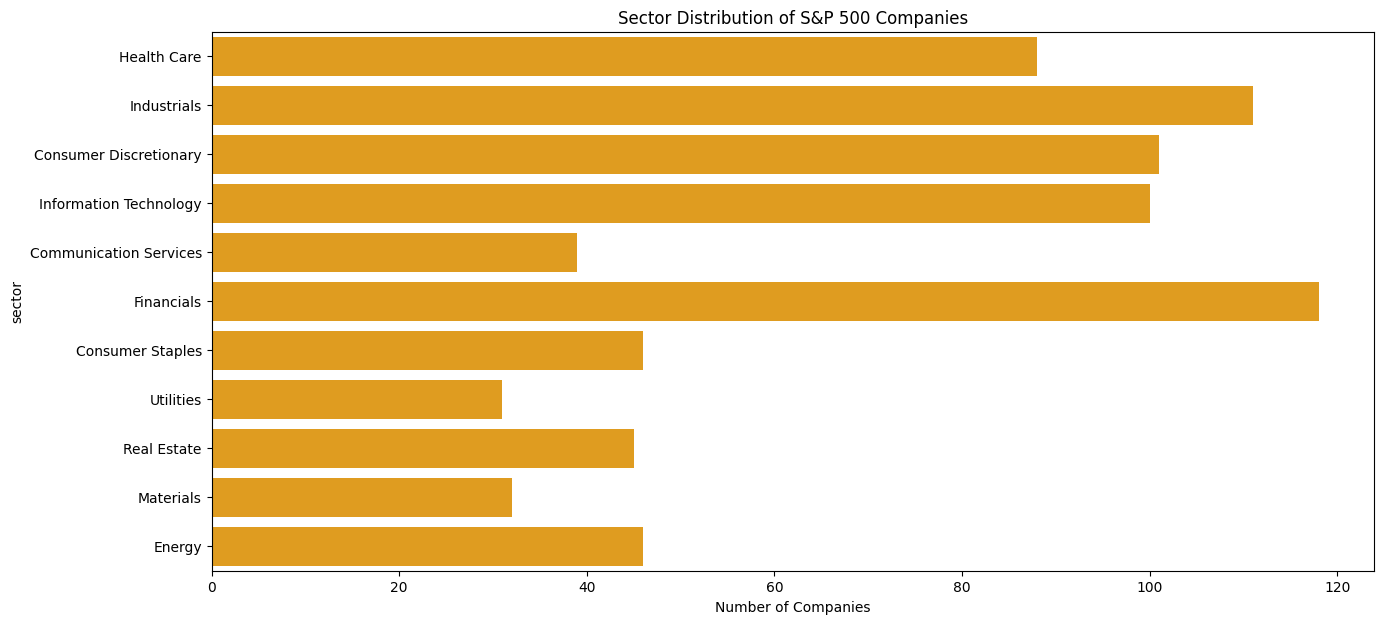 Sector Distribution of S&P 500 Companies
Health Care
Industrials
Consumer Discretionary
Information Technology
Communication Services
Financials
Consumer Staples
Utilities
Real Estate
Materials
Energy
sector
0 20 40 60 80 100 120
Number of Companies